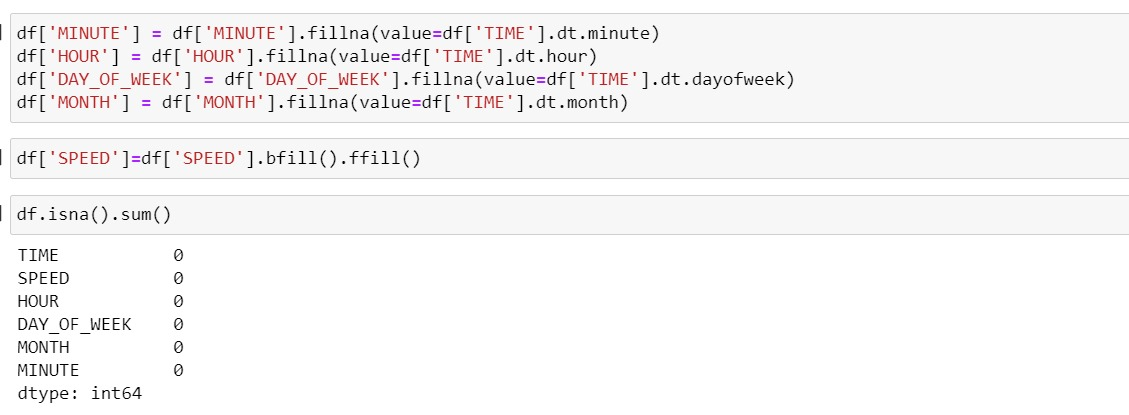 df['MINUTE'] = df['MINUTE'].fillna(value=df['TIME'].dt.minute)
df['HOUR'] = df['HOUR'].fillna(value=df['TIME'].dt.hour)
df['DAY_OF_WEEK'] = df['DAY_OF_WEEK'].fillna(value=df['TIME'].dt.dayofweek)
df['MONTH'] = df['MONTH'].fillna(value=df['TIME'].dt.month)
df['SPEED']=df['SPEED'].bfill().ffill()
df.isna().sum()
TIME 0
SPEED 0
HOUR 0
DAY_OF_WEEK 0
MONTH 0
MINUTE 0
dtype: int64